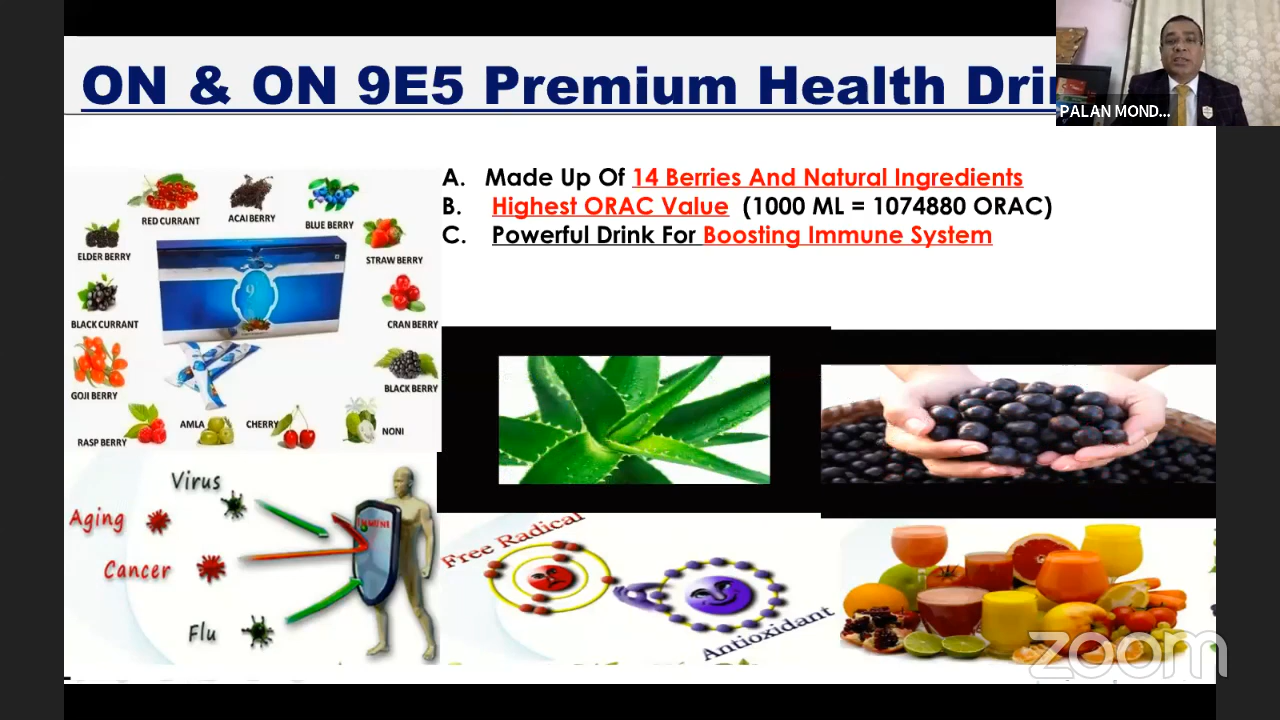 ON & ON 9E5 Premium Health Dri
PALAN MOND...
A. Made Up Of 14 Berries And Natural Ingredients
B. Highest ORAC Value (1000 ML = 1074880 ORAC)
C. Powerful Drink For Boosting Immune System
RED CURRANT
ACAI BERRY
BLUE BERRY
ELDER BERRY
STRAW BERRY
9
BLACK CURRANT
CRAN BERRY
GOJI BERRY
BLACK BERRY
RASP BERRY
AMLA
CHERRY
NONI
Virus
Aging
IMMUNE
Cancer
Flu
Free Radical
Antioxidant
zoom